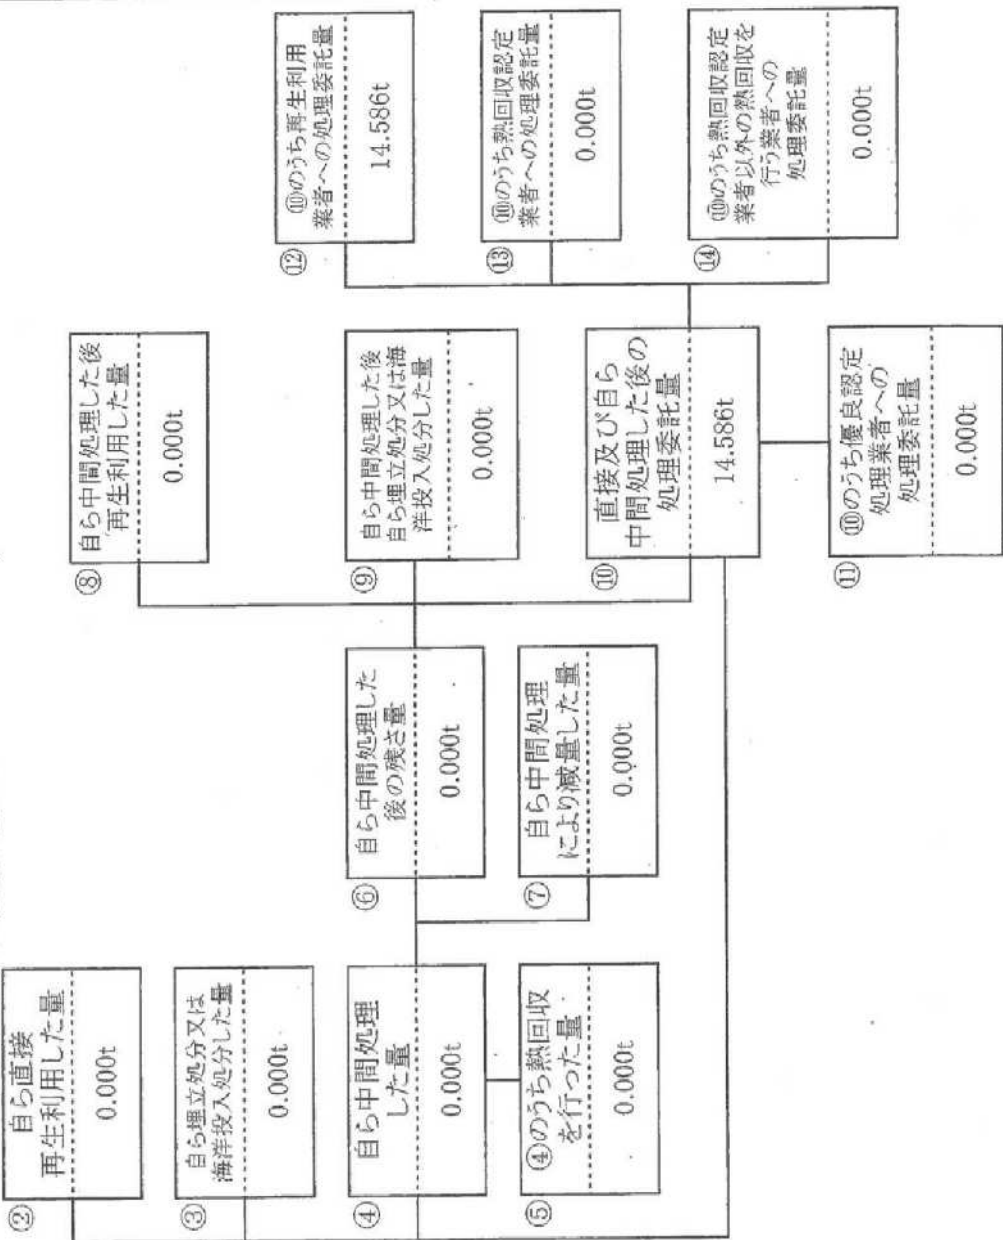 ②
自ら直接
再生利用した量
0.000t
③
自ら埋立処分又は
海洋投入処分した量
0.000t
④
自ら中間処理
した量
0.000t
⑤
④のうち熱回収
を行った量
0.000t
⑥
自ら中間処理した
後の残さ量
0.000t
⑦
自ら中間処理
により減量した量
0.000t
⑧
自ら中間処理した後
再生利用した量
0.000t
⑨
自ら中間処理した後
自ら埋立処分又は海
洋投入処分した量
0.000t
⑩
直接及び自ら
中間処理した後の
処理委託量
14.586t
⑪
⑩のうち優良認定
処理業者への
処理委託量
0.000t
⑫
⑩のうち再生利用
業者への処理委託量
14.586t
⑬
⑩のうち熱回収認定
業者への処理委託量
0.000t
⑭
⑩のうち熱回収認定
業者以外の熱回収を
行う業者への
処理委託量
0.000t